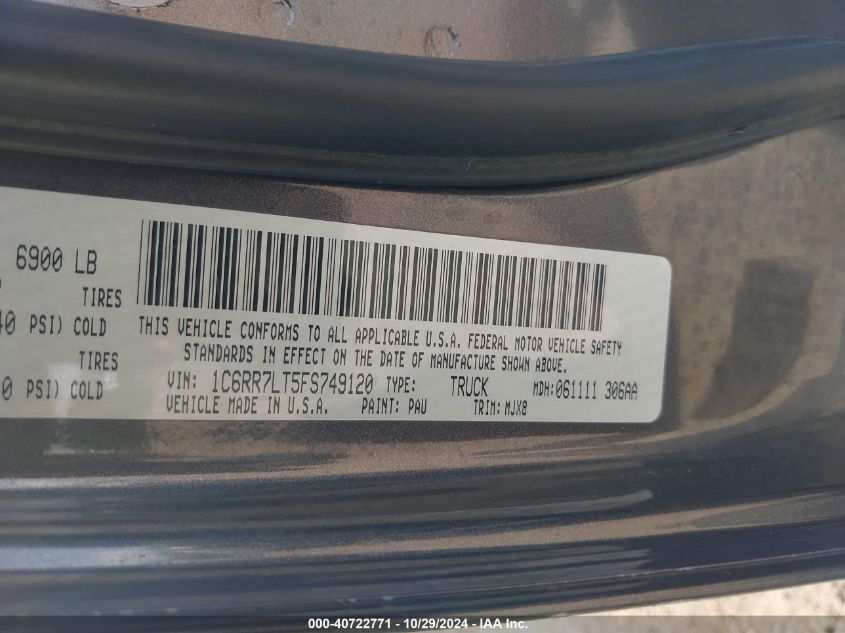 6900 LB
TIRES
PSI) COLD
TIRES
PSI) COLD
THIS VEHICLE CONFORMS TO ALL APPLICABLE U.S.A. FEDERAL MOTOR VEHICLE SAFETY
STANDARDS IN EFFECT ON THE DATE OF MANUFACTURE SHOWN ABOVE.
VIN: 1C6RR7LT5FS749120 TYPE: TRUCK MDH:061111 306AA
VEHICLE MADE IN U.S.A. PAINT: PAU TRIM: MJX8
000-40722771 - 10/29/2024 - IAA Inc.